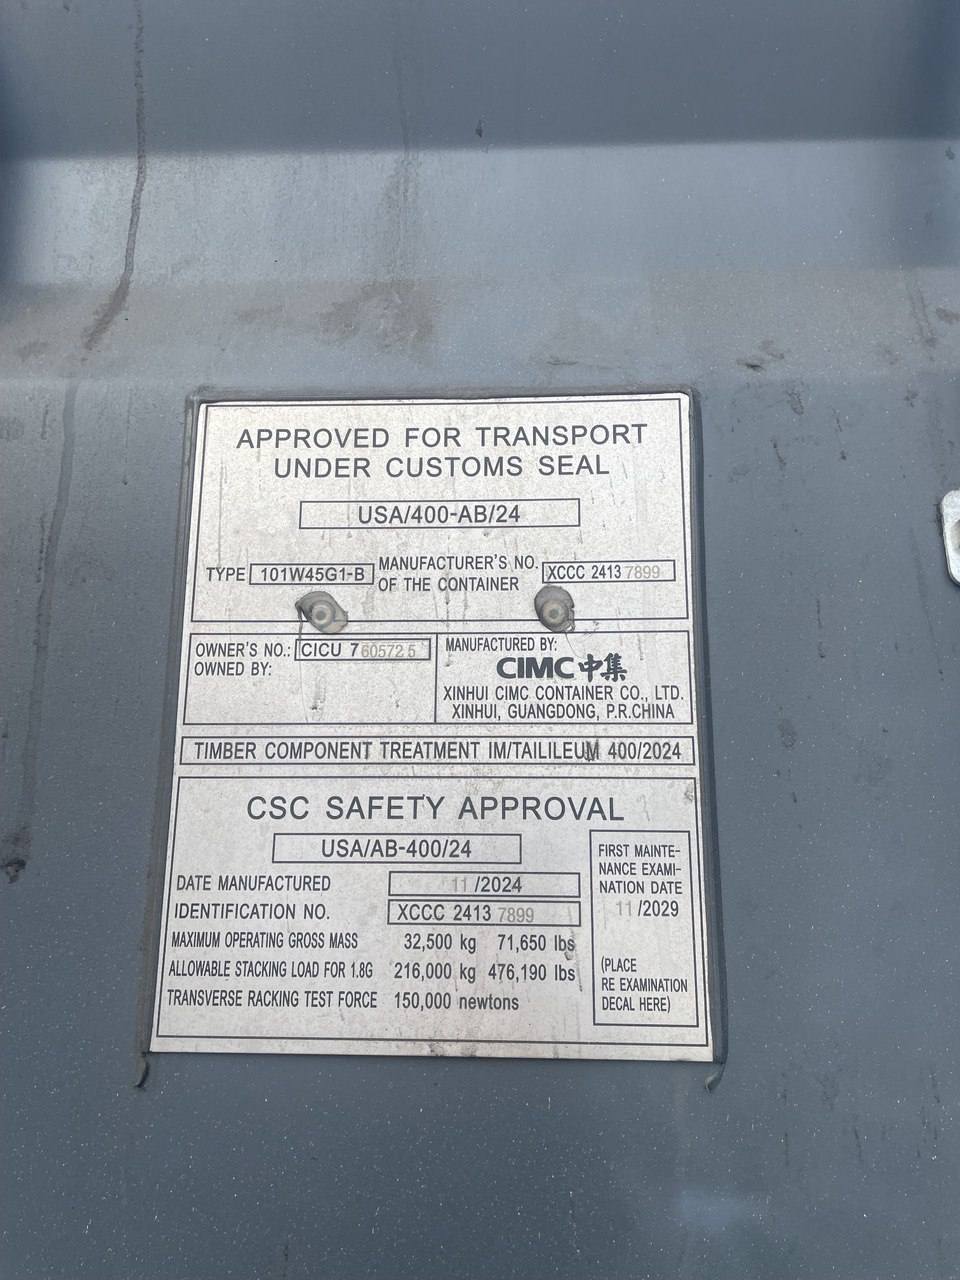 APPROVED FOR TRANSPORT
UNDER CUSTOMS SEAL
USA/400-AB/24
TYPE 101W45G1-B MANUFACTURER'S NO. OF THE CONTAINER XCCC 2413 7899
OWNER'S NO.: CICU 7 60572 5
OWNED BY:
MANUFACTURED BY:
CIMC 中集
XINHUI CIMC CONTAINER CO., LTD.
XINHUI, GUANGDONG, P.R.CHINA
TIMBER COMPONENT TREATMENT IM/TAILILEUM 400/2024
CSC SAFETY APPROVAL
USA/AB-400/24
DATE MANUFACTURED 11 /2024
IDENTIFICATION NO. XCCC 2413 7899
MAXIMUM OPERATING GROSS MASS 32,500 kg 71,650 lbs
ALLOWABLE STACKING LOAD FOR 1.8G 216,000 kg 476,190 lbs
TRANSVERSE RACKING TEST FORCE 150,000 newtons
FIRST MAINTE-
NANCE EXAMI-
NATION DATE
11 /2029
(PLACE
RE EXAMINATION
DECAL HERE)